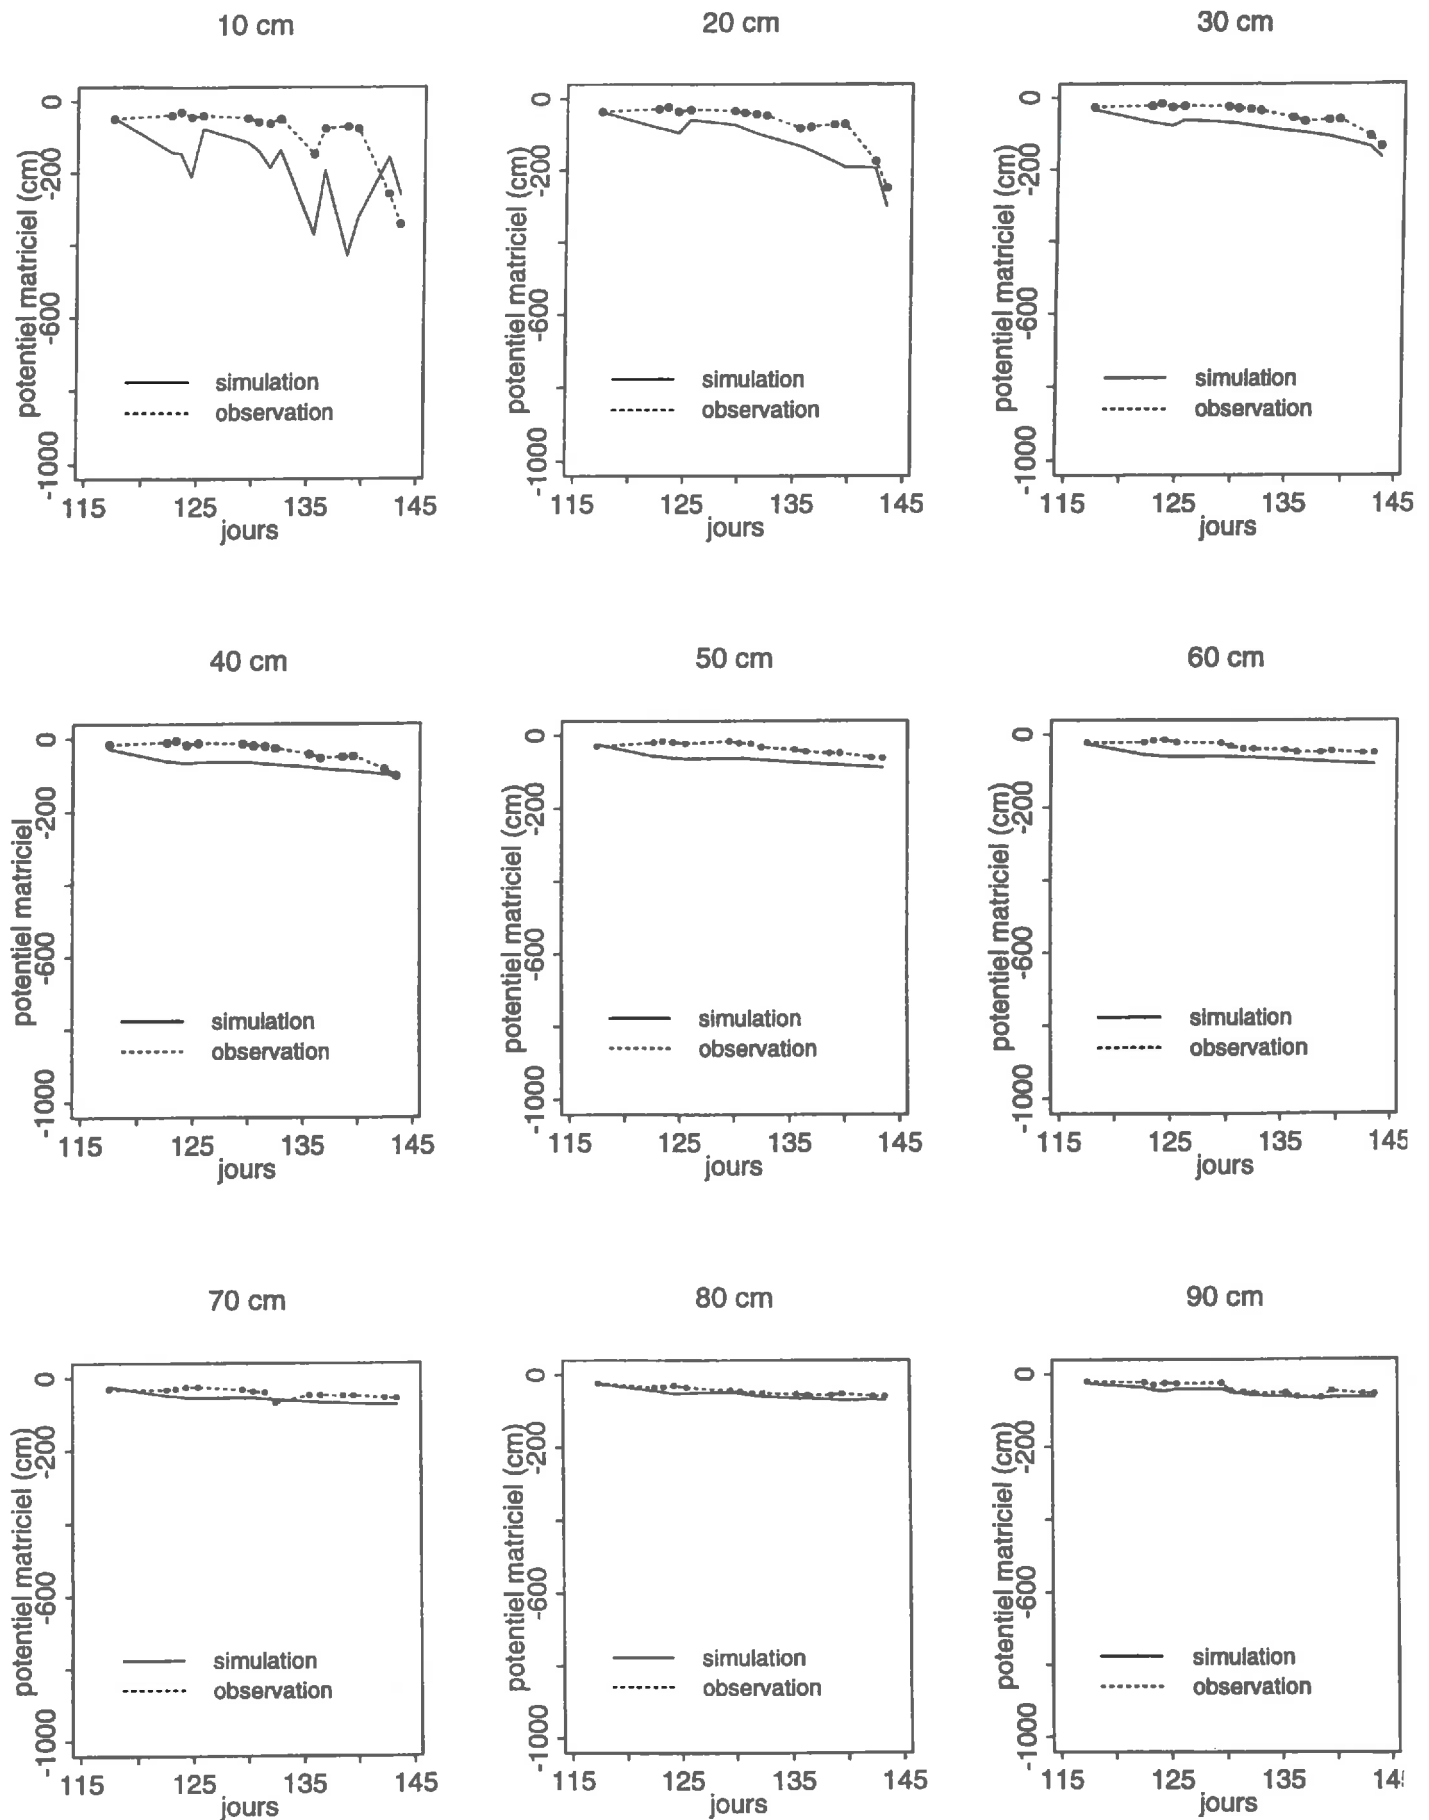 10 cm
20 cm
30 cm
potentiel matriciel (cm)
0
-200
-600
-1000
simulation
observation
115 125 135 145
jours
potentiel matriciel (cm)
0
-200
-600
-1000
simulation
observation
115 125 135 145
jours
potentiel matriciel (cm)
0
-200
-600
-1000
simulation
observation
115 125 135 145
jours
40 cm
50 cm
60 cm
potentiel matriciel
0
-200
-600
-1000
simulation
observation
115 125 135 145
jours
potentiel matriciel (cm)
0
-200
-600
-1000
simulation
observation
115 125 135 145
jours
potentiel matriciel (cm)
0
-200
-600
-1000
simulation
observation
115 125 135 145
jours
70 cm
80 cm
90 cm
potentiel matriciel (cm)
0
-200
-600
-1000
simulation
observation
115 125 135 145
jours
potentiel matriciel (cm)
0
-200
-600
-1000
simulation
observation
115 125 135 145
jours
potentiel matriciel (cm)
0
-200
-600
-1000
simulation
observation
115 125 135 145
jours